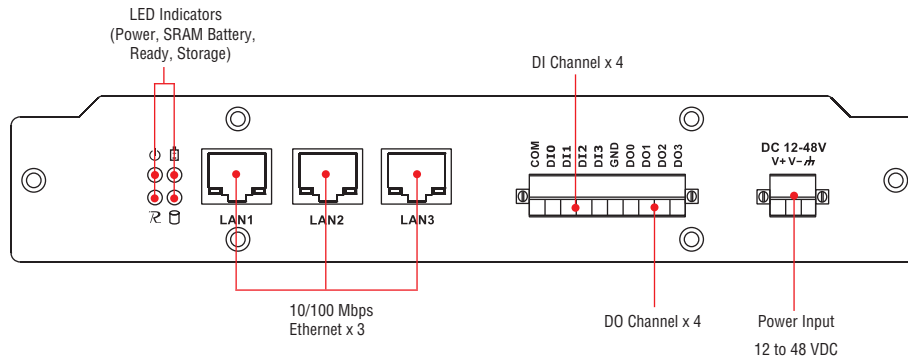 LED Indicators
(Power, SRAM Battery,
Ready, Storage)
DI Channel x 4
COM
DI0
DI1
DI2
DI3
GND
DO0
DO1
DO2
DO3
DC 12-48V
V+ V-
R
LAN1
LAN2
LAN3
10/100 Mbps
Ethernet x 3
DO Channel x 4
Power Input
12 to 48 VDC